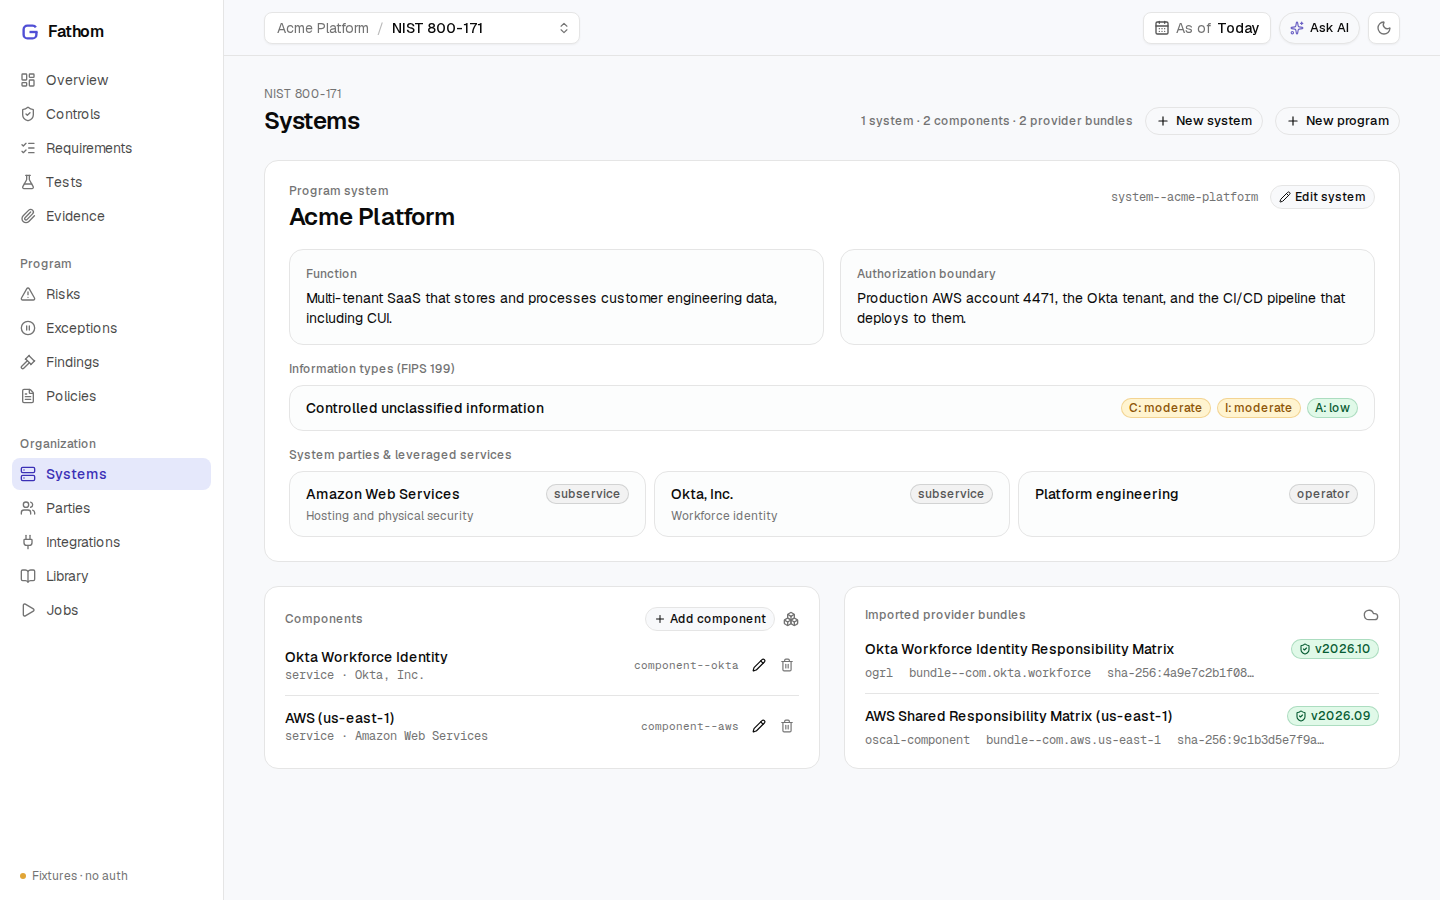 Fathom
Overview
Controls
Requirements
Tests
Evidence
Program
Risks
Exceptions
Findings
Policies
Organization
Systems
Parties
Integrations
Library
Jobs
Fixtures · no auth
Acme Platform / NIST 800-171
As of Today
Ask AI
NIST 800-171
Systems
1 system · 2 components · 2 provider bundles
New system
New program
Program system
Acme Platform
system--acme-platform
Edit system
Function
Multi-tenant SaaS that stores and processes customer engineering data,
including CUI.
Authorization boundary
Production AWS account 4471, the Okta tenant, and the CI/CD pipeline that
deploys to them.
Information types (FIPS 199)
Controlled unclassified information
C: moderate
I: moderate
A: low
System parties & leveraged services
Amazon Web Services
subservice
Hosting and physical security
Okta, Inc.
subservice
Workforce identity
Platform engineering
operator
Components
Add component
Okta Workforce Identity
service · Okta, Inc.
component--okta
AWS (us-east-1)
service · Amazon Web Services
component--aws
Imported provider bundles
Okta Workforce Identity Responsibility Matrix
v2026.10
ogrl bundle--com.okta.workforce sha-256:4a9e7c2b1f08…
AWS Shared Responsibility Matrix (us-east-1)
v2026.09
oscal-component bundle--com.aws.us-east-1 sha-256:9c1b3d5e7f9a…